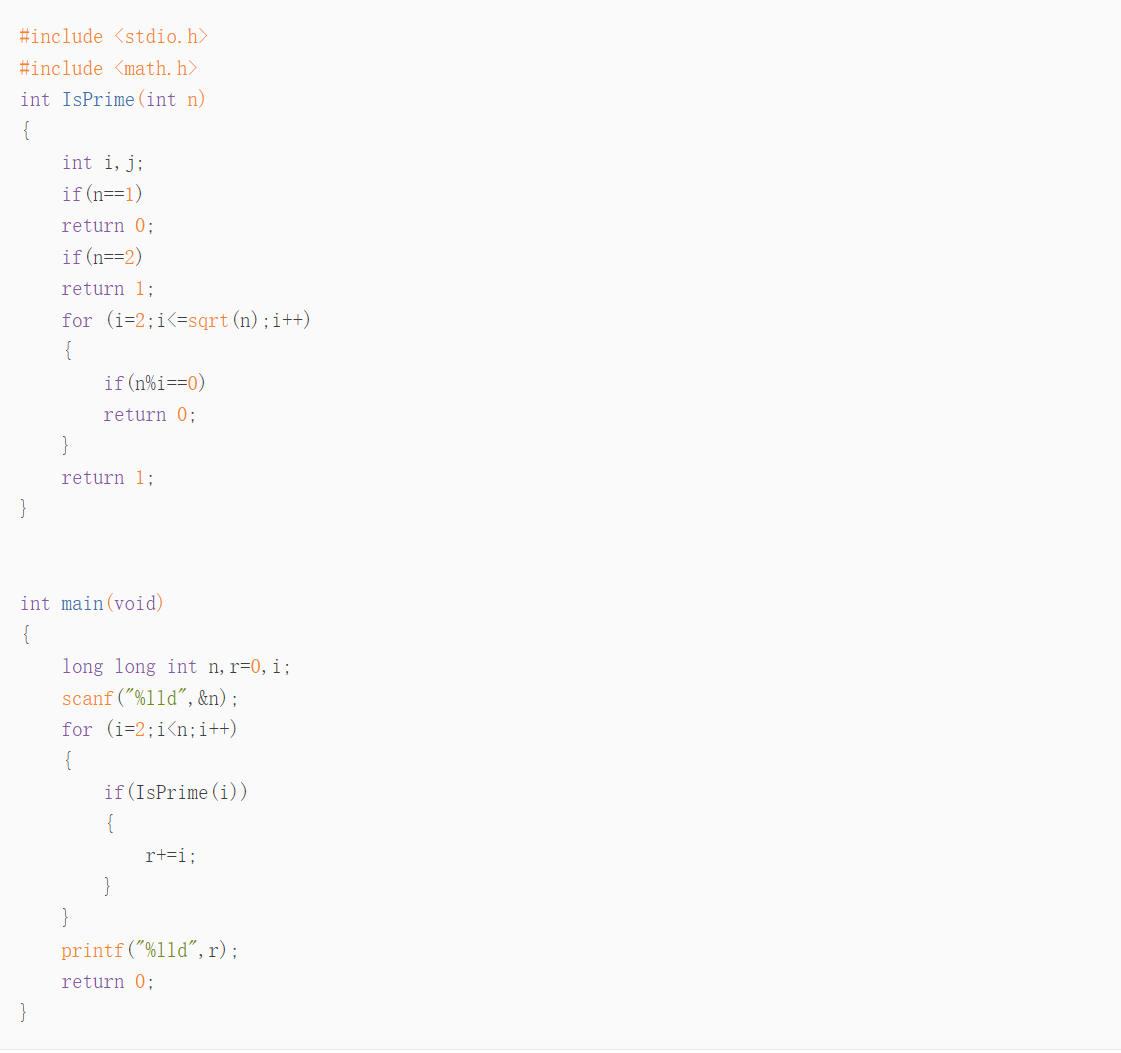 #include <stdio.h>
#include <math.h>
int IsPrime(int n)
{
    int i,j;
    if(n==1)
    return 0;
    if(n==2)
    return 1;
    for (i=2;i<=sqrt(n);i++)
    {
        if(n%i==0)
        return 0;
    }
    return 1;
}
int main(void)
{
    long long int n,r=0,i;
    scanf("%lld",&n);
    for (i=2;i<n;i++)
    {
        if(IsPrime(i))
        {
            r+=i;
        }
    }
    printf("%lld",r);
    return 0;
}